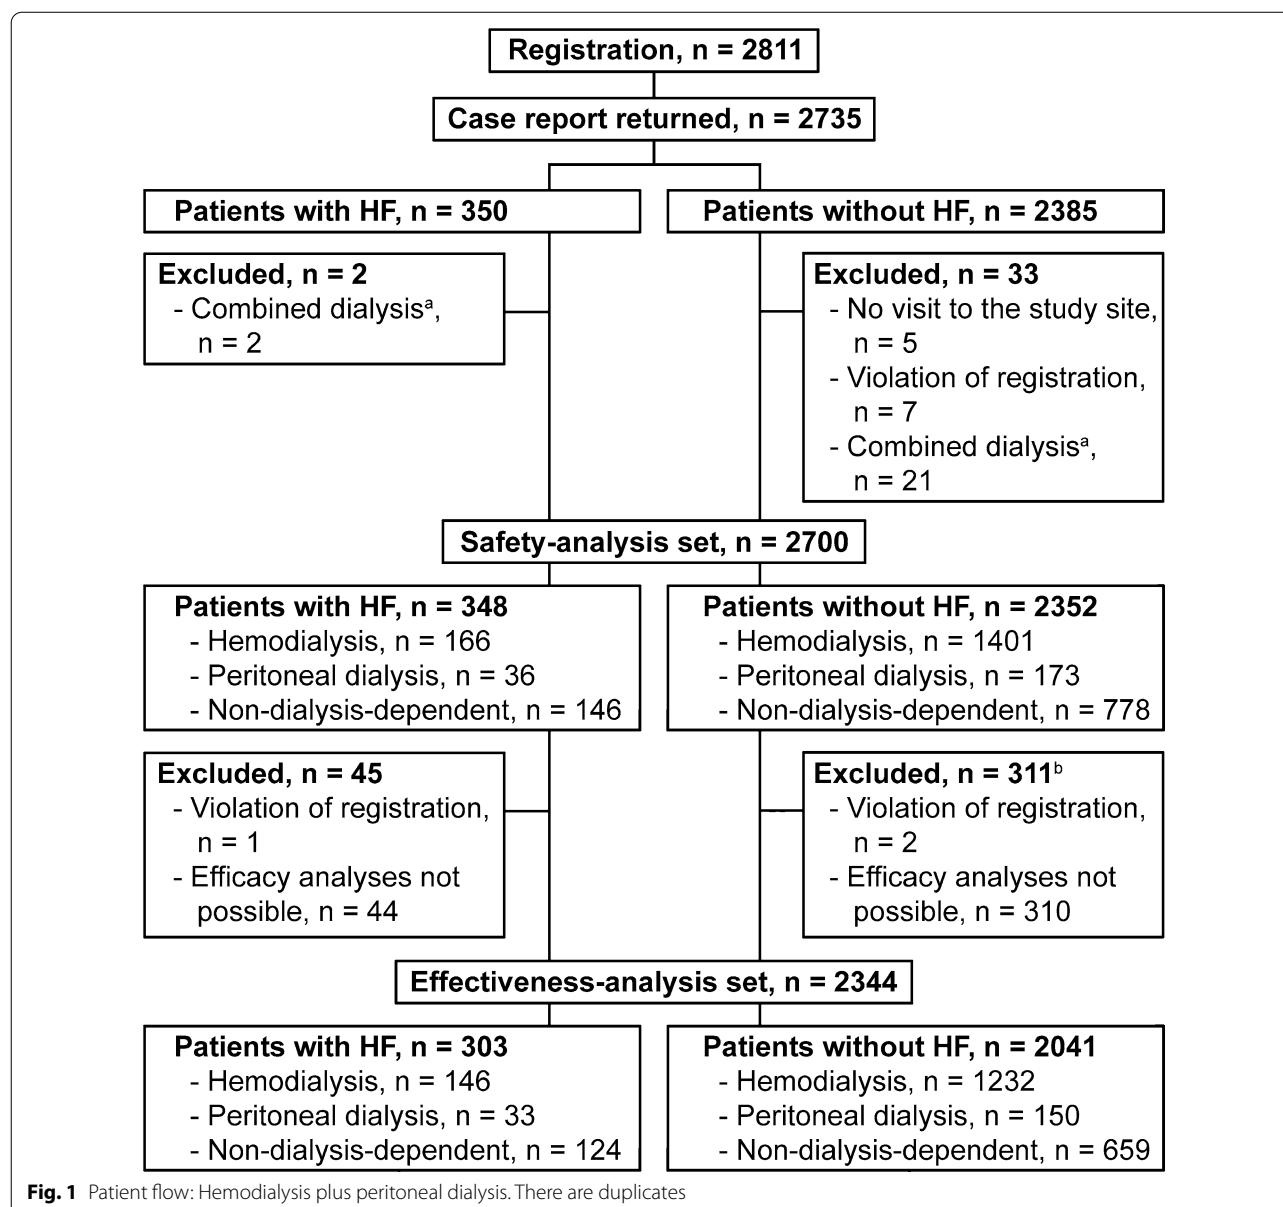 Registration, n = 2811
Case report returned, n = 2735
Patients with HF, n = 350
Patients without HF, n = 2385
Excluded, n = 2
- Combined dialysisᵃ,
n = 2
Excluded, n = 33
- No visit to the study site,
n = 5
- Violation of registration,
n = 7
- Combined dialysisᵃ,
n = 21
Safety-analysis set, n = 2700
Patients with HF, n = 348
- Hemodialysis, n = 166
- Peritoneal dialysis, n = 36
- Non-dialysis-dependent, n = 146
Patients without HF, n = 2352
- Hemodialysis, n = 1401
- Peritoneal dialysis, n = 173
- Non-dialysis-dependent, n = 778
Excluded, n = 45
- Violation of registration,
n = 1
- Efficacy analyses not
possible, n = 44
Excluded, n = 311ᵇ
- Violation of registration,
n = 2
- Efficacy analyses not
possible, n = 310
Effectiveness-analysis set, n = 2344
Patients with HF, n = 303
- Hemodialysis, n = 146
- Peritoneal dialysis, n = 33
- Non-dialysis-dependent, n = 124
Patients without HF, n = 2041
- Hemodialysis, n = 1232
- Peritoneal dialysis, n = 150
- Non-dialysis-dependent, n = 659
Fig. 1 Patient flow: Hemodialysis plus peritoneal dialysis. There are duplicates